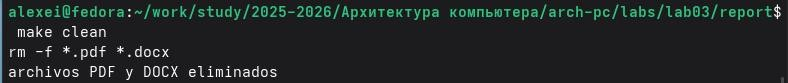 alexei@fedora:~/work/study/2025-2026/Архитектура компьютера/arch-pc/labs/lab03/report$
make clean
rm -f *.pdf *.docx
archivos PDF y DOCX eliminados